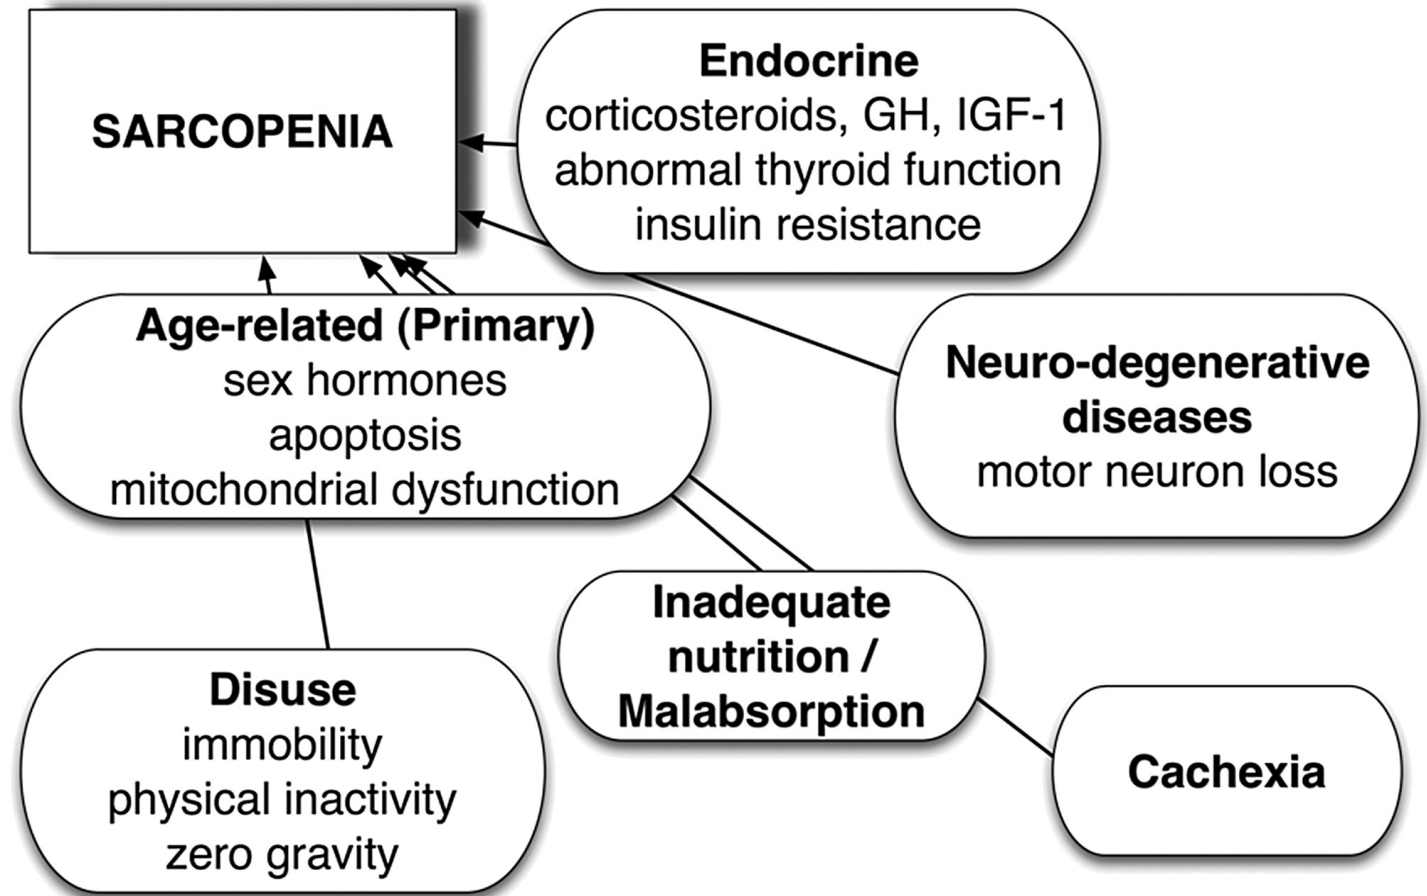 SARCOPENIA
Endocrine
corticosteroids, GH, IGF-1
abnormal thyroid function
insulin resistance
Age-related (Primary)
sex hormones
apoptosis
mitochondrial dysfunction
Neuro-degenerative
diseases
motor neuron loss
Inadequate
nutrition /
Malabsorption
Disuse
immobility
physical inactivity
zero gravity
Cachexia